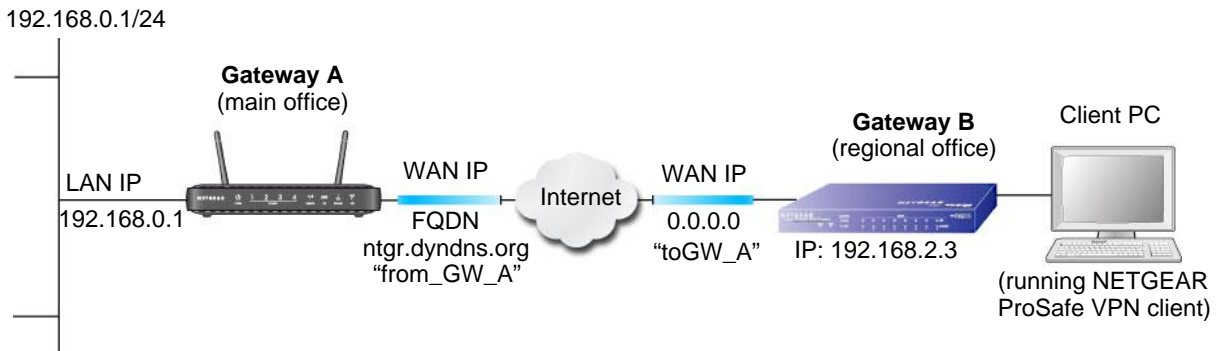 192.168.0.1/24
Gateway A
(main office)
LAN IP
192.168.0.1
NETGEAR
WAN IP
FQDN
ntgr.dyndns.org
“from_GW_A”
Internet
WAN IP
0.0.0.0
“toGW_A”
Gateway B
(regional office)
NETGEAR
IP: 192.168.2.3
Client PC
(running NETGEAR
ProSafe VPN client)